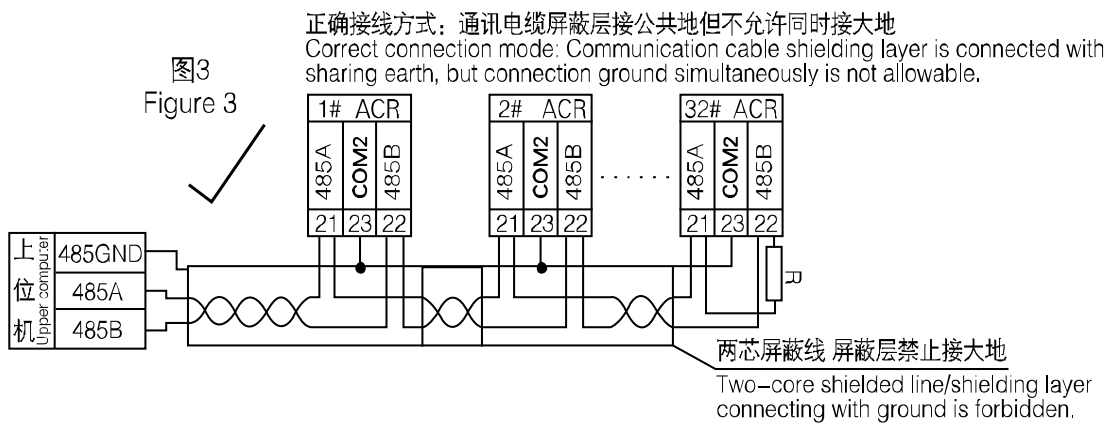 正确接线方式：通讯电缆屏蔽层接公共地但不允许同时接大地
Correct connection mode: Communication cable shielding layer is connected with
sharing earth, but connection ground simultaneously is not allowable.
图3
Figure 3
1# ACR
485A COM2 485B
21 23 22
2# ACR
485A COM2 485B
21 23 22
......
32# ACR
485A COM2 485B
21 23 22
上位机
Upper computer
485GND
485A
485B
R
两芯屏蔽线 屏蔽层禁止接大地
Two-core shielded line/shielding layer
connecting with ground is forbidden.